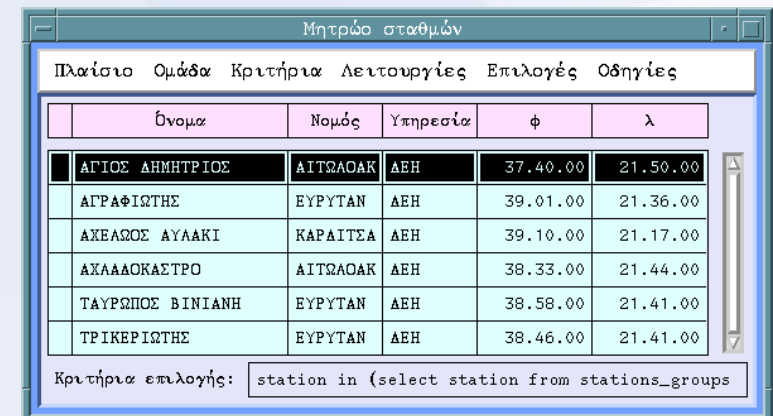 Μητρώο σταθμών
Πλαίσιο Ομάδα Κριτήρια Λειτουργίες Επιλογές Οδηγίες
Όνομα Νομός Υπηρεσία φ λ
ΑΓΙΟΣ ΔΗΜΗΤΡΙΟΣ ΑΙΤΩΛΟΑΚ ΔΕΗ 37.40.00 21.50.00
ΑΓΡΑΦΙΩΤΗΣ ΕΥΡΥΤΑΝ ΔΕΗ 39.01.00 21.36.00
ΑΧΕΛΩΟΣ ΑΥΛΑΚΙ ΚΑΡΔΙΤΣΑ ΔΕΗ 39.10.00 21.17.00
ΑΧΛΑΔΟΚΑΣΤΡΟ ΑΙΤΩΛΟΑΚ ΔΕΗ 38.33.00 21.44.00
ΤΑΥΡΩΠΟΣ ΒΙΝΙΑΝΗ ΕΥΡΥΤΑΝ ΔΕΗ 38.58.00 21.41.00
ΤΡΙΚΕΡΙΩΤΗΣ ΕΥΡΥΤΑΝ ΔΕΗ 38.46.00 21.41.00
Κριτήρια επιλογής: station in (select station from stations_groups